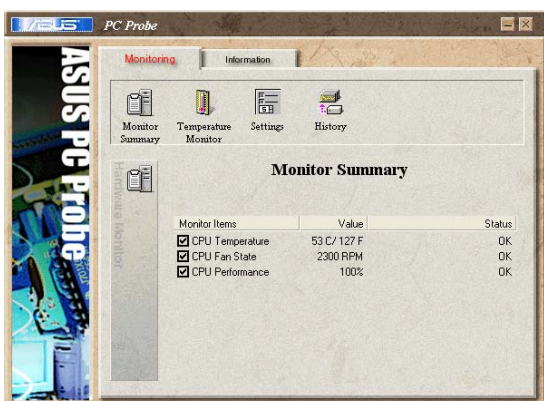 ASUS PC Probe
Monitoring Information
Monitor Summary
Temperature Monitor
Settings
History
ASUS PC Probe
Hardware Monitor
Monitor Summary
Monitor Items Value Status
CPU Temperature 53 C/ 127 F OK
CPU Fan State 2300 RPM OK
CPU Performance 100% OK